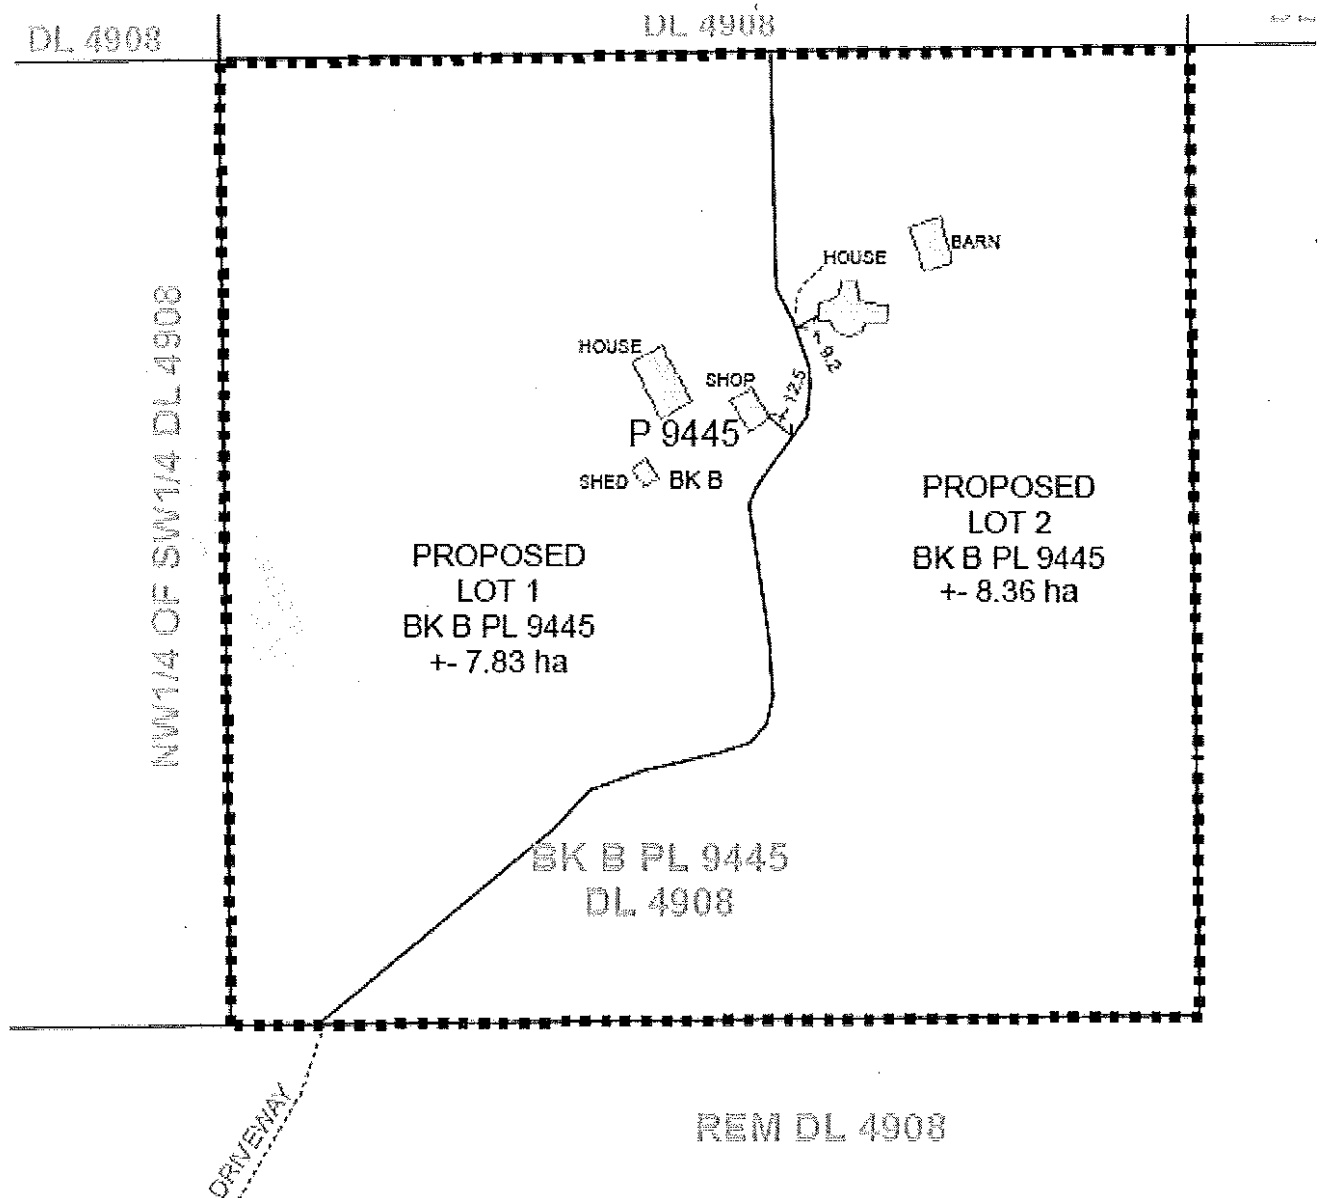 DL 4908
DL 4908
BARN
HOUSE
HOUSE
+- 9.2
SHOP
+- 12.5
P 9445
SHED
BK B
NW1/4 OF SW1/4 DL 4908
PROPOSED
LOT 2
BK B PL 9445
+- 8.36 ha
PROPOSED
LOT 1
BK B PL 9445
+- 7.83 ha
BK B PL 9445
DL 4908
DRIVEWAY
REM DL 4908